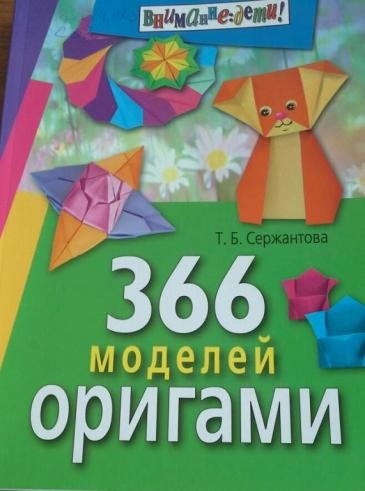 Внимание:дети!
Т. Б. Сержантова
366
моделей
оригами